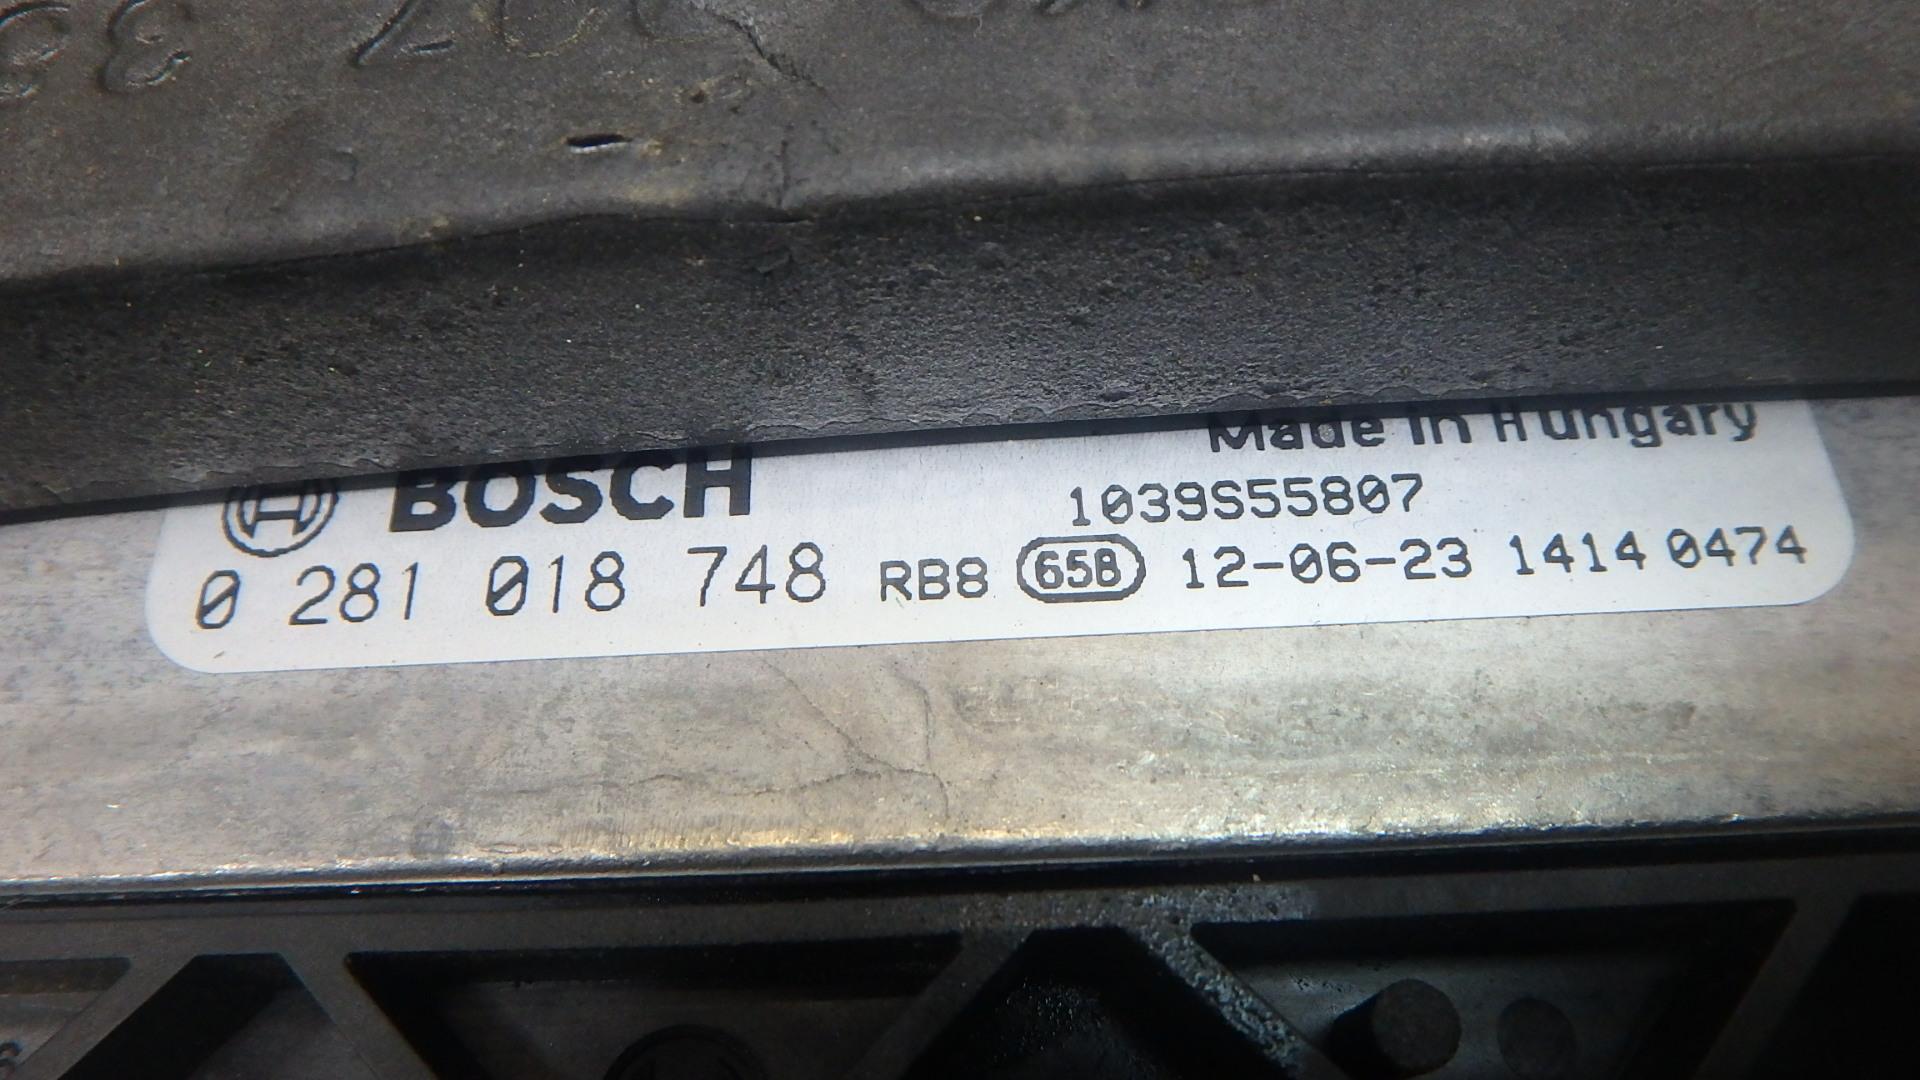 BOSCH
Made in Hungary
1039S55807
0 281 018 748 RB8 65B 12-06-23 1414 0474